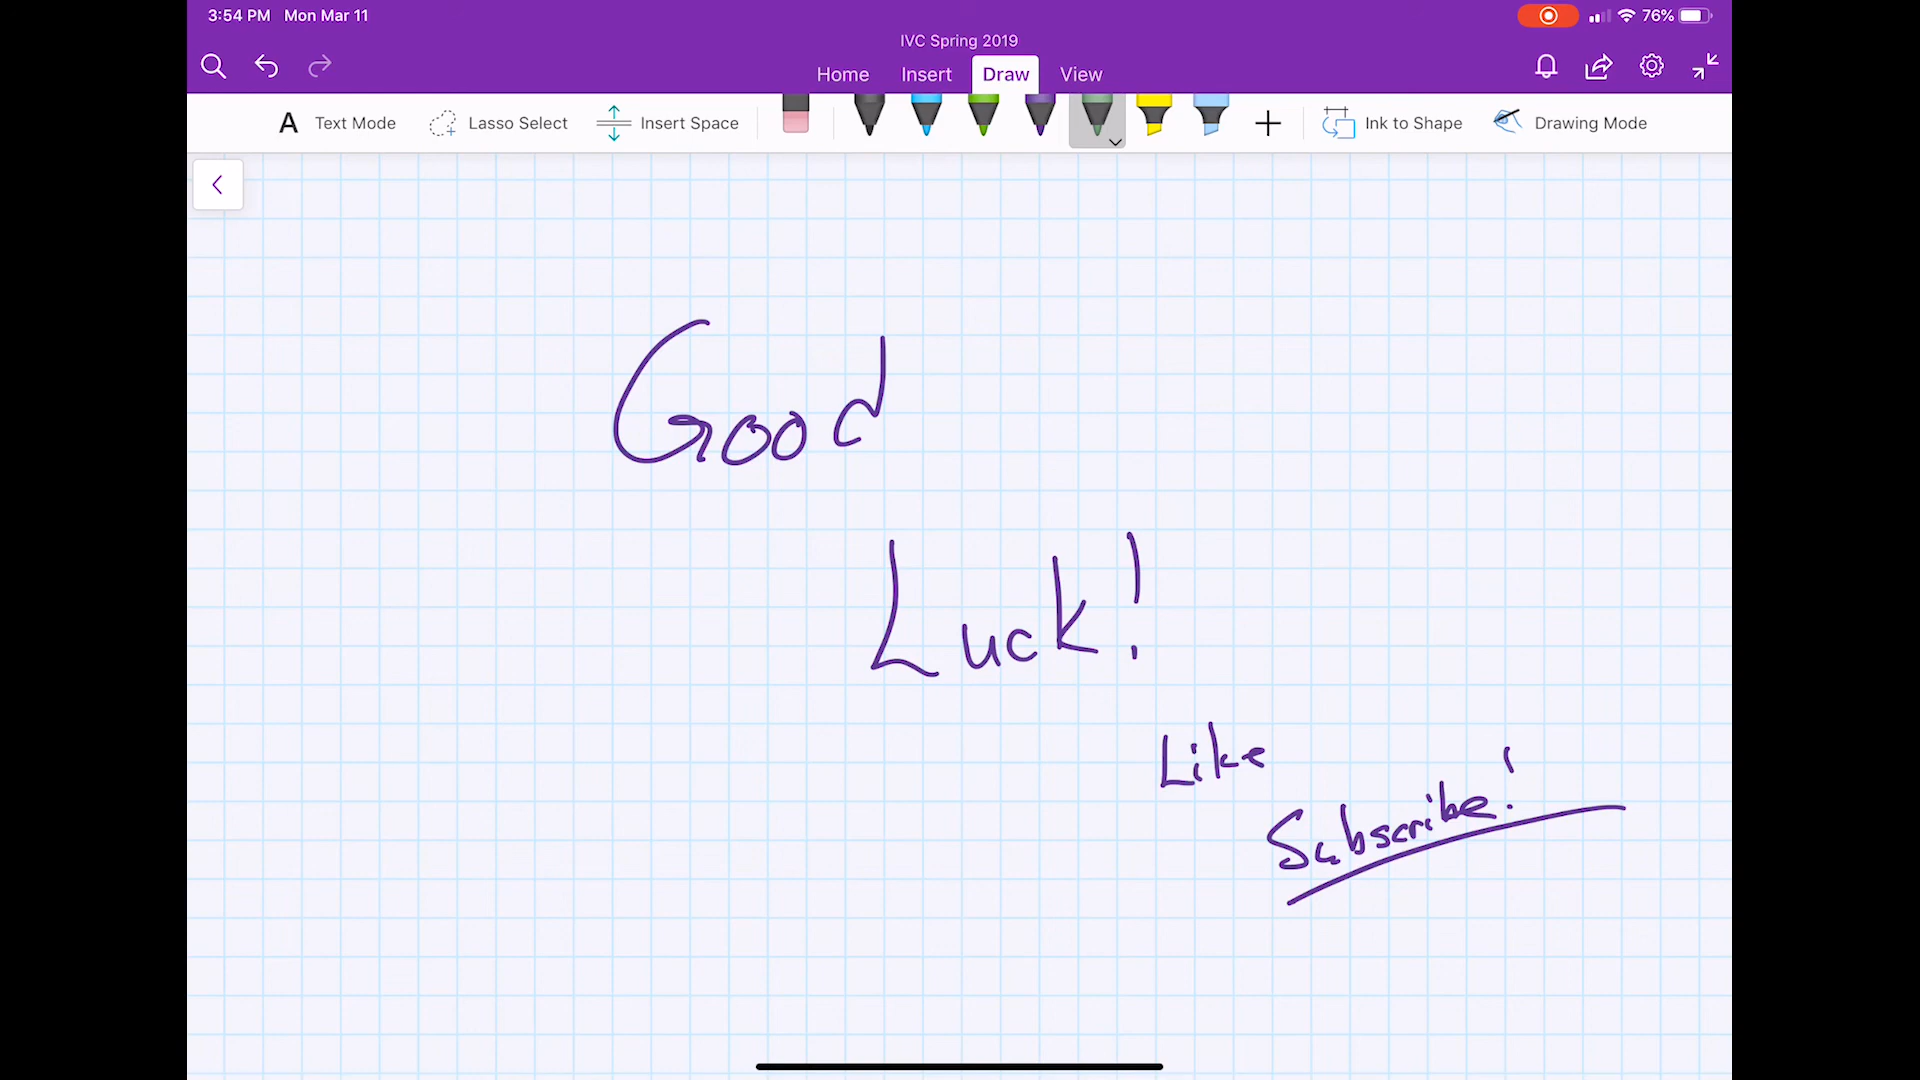 3:54 PM Mon Mar 11 76%
IVC Spring 2019
Home Insert Draw View
A Text Mode Lasso Select Insert Space Ink to Shape Drawing Mode
Good
Luck!
Like
Subscribe!